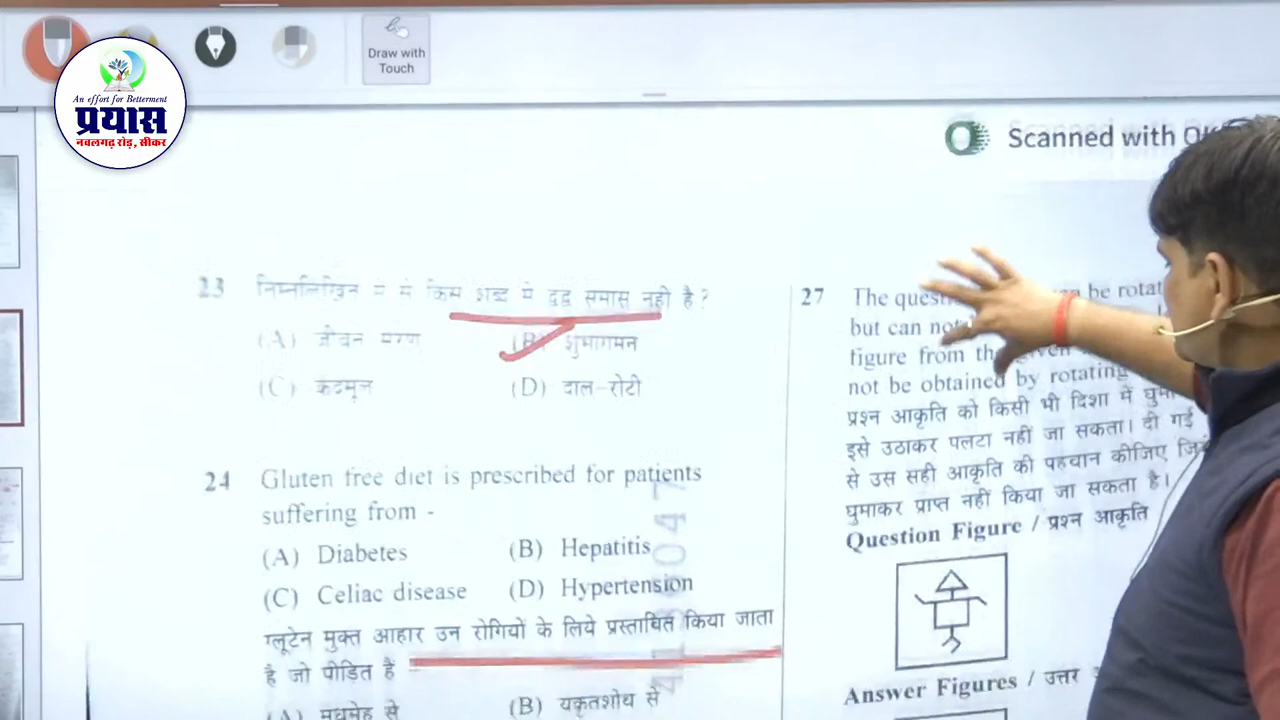 Draw with
Touch
An effort for Betterment
प्रयास
नवलगढ़ रोड़, सीकर
Scanned with
23 निम्नलिखित में से किस शब्द में द्वंद्व समास नही है?
(A) जीवन मरण
(B) शुभागमन
(C) कंदमूल
(D) दाल-रोटी
24 Gluten free diet is prescribed for patients
suffering from -
(A) Diabetes
(B) Hepatitis
(C) Celiac disease
(D) Hypertension
ग्लूटेन मुक्त आहार उन रोगियों के लिये प्रस्तावित किया जाता
है जो पीड़ित हैं
(A) मधुमेह से
(B) यकृतशोथ से
27 The be
but can
figure from
not be obtained by rotating
प्रश्न आकृति को किसी भी दिशा में
इसे उठाकर पलटा नहीं जा सकता। दी गई
से उस सही आकृति की पहचान कीजिए
घुमाकर प्राप्त नहीं किया जा सकता है।
Question Figure / प्रश्न आकृति
Answer Figures / उत्तर